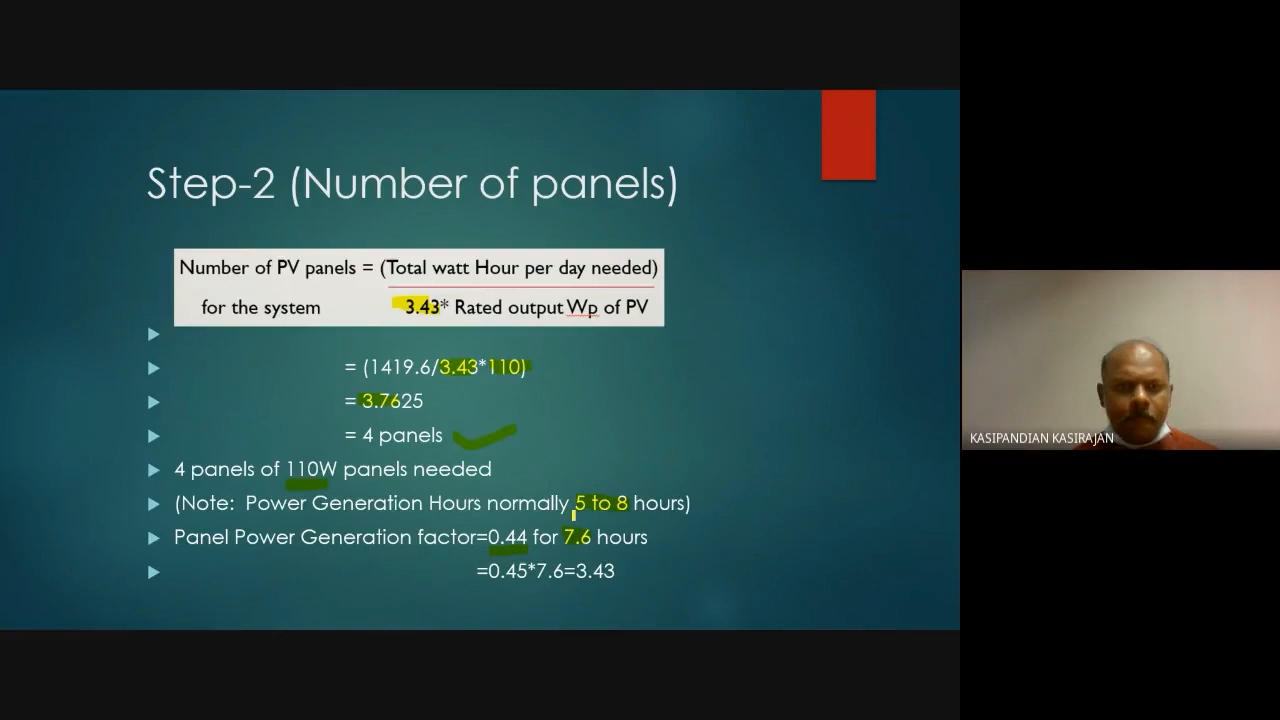 Step-2 (Number of panels)
Number of PV panels = (Total watt Hour per day needed)
for the system 3.43* Rated output Wp of PV
= (1419.6/3.43*110)
= 3.7625
= 4 panels
4 panels of 110W panels needed
(Note: Power Generation Hours normally 5 to 8 hours)
Panel Power Generation factor=0.44 for 7.6 hours
=0.45*7.6=3.43
KASIPANDIAN KASIRAJAN